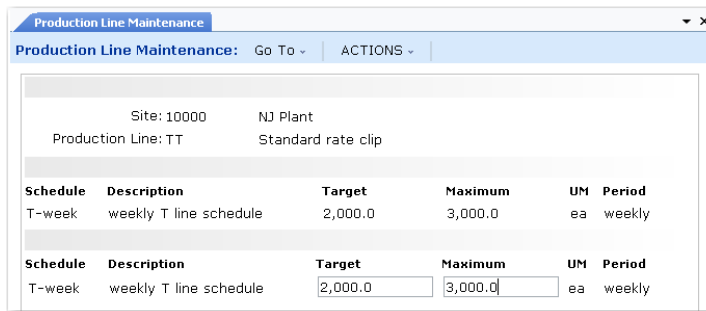 Production Line Maintenance
Production Line Maintenance: Go To ACTIONS
Site: 10000 NJ Plant
Production Line: TT Standard rate clip
Schedule Description Target Maximum UM Period
T-week weekly T line schedule 2,000.0 3,000.0 ea weekly
Schedule Description Target Maximum UM Period
T-week weekly T line schedule 2,000.0 3,000.0 ea weekly